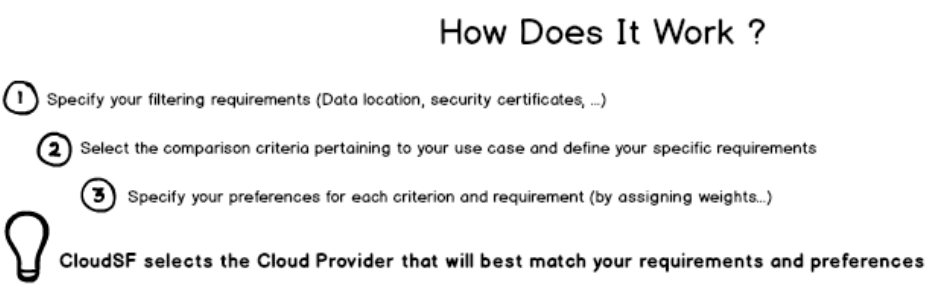 How Does It Work ?
1 Specify your filtering requirements (Data location, security certificates, ...)
2 Select the comparison criteria pertaining to your use case and define your specific requirements
3 Specify your preferences for each criterion and requirement (by assigning weights...)
CloudSF selects the Cloud Provider that will best match your requirements and preferences